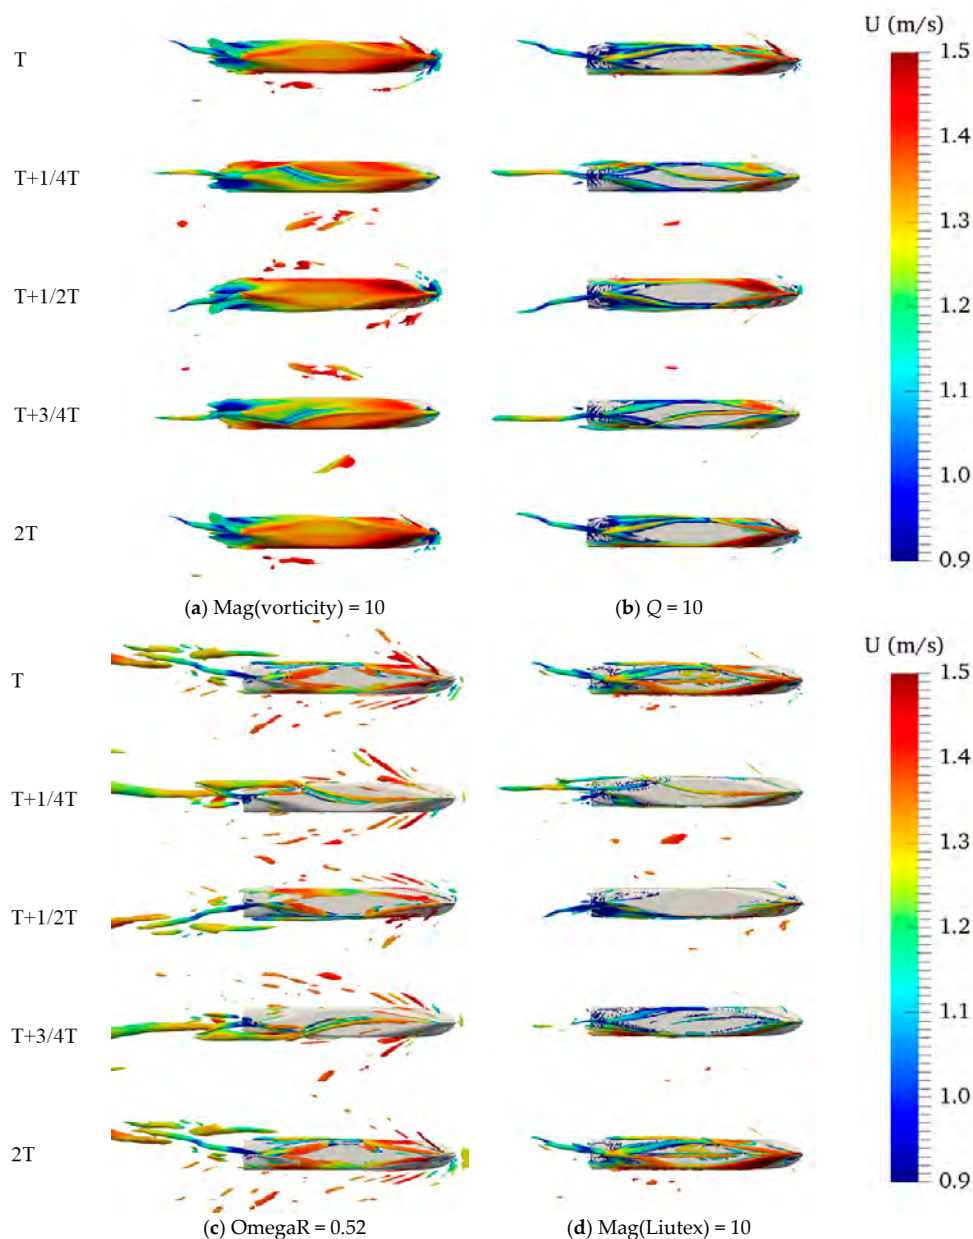 U (m/s)
T
1.5
1.4
T+1/4T
1.3
T+1/2T
1.2
1.1
T+3/4T
1.0
2T
0.9
(a) Mag(vorticity) = 10
(b) Q = 10
U (m/s)
T
1.5
1.4
T+1/4T
1.3
T+1/2T
1.2
1.1
T+3/4T
1.0
2T
0.9
(c) OmegaR = 0.52
(d) Mag(Liutex) = 10